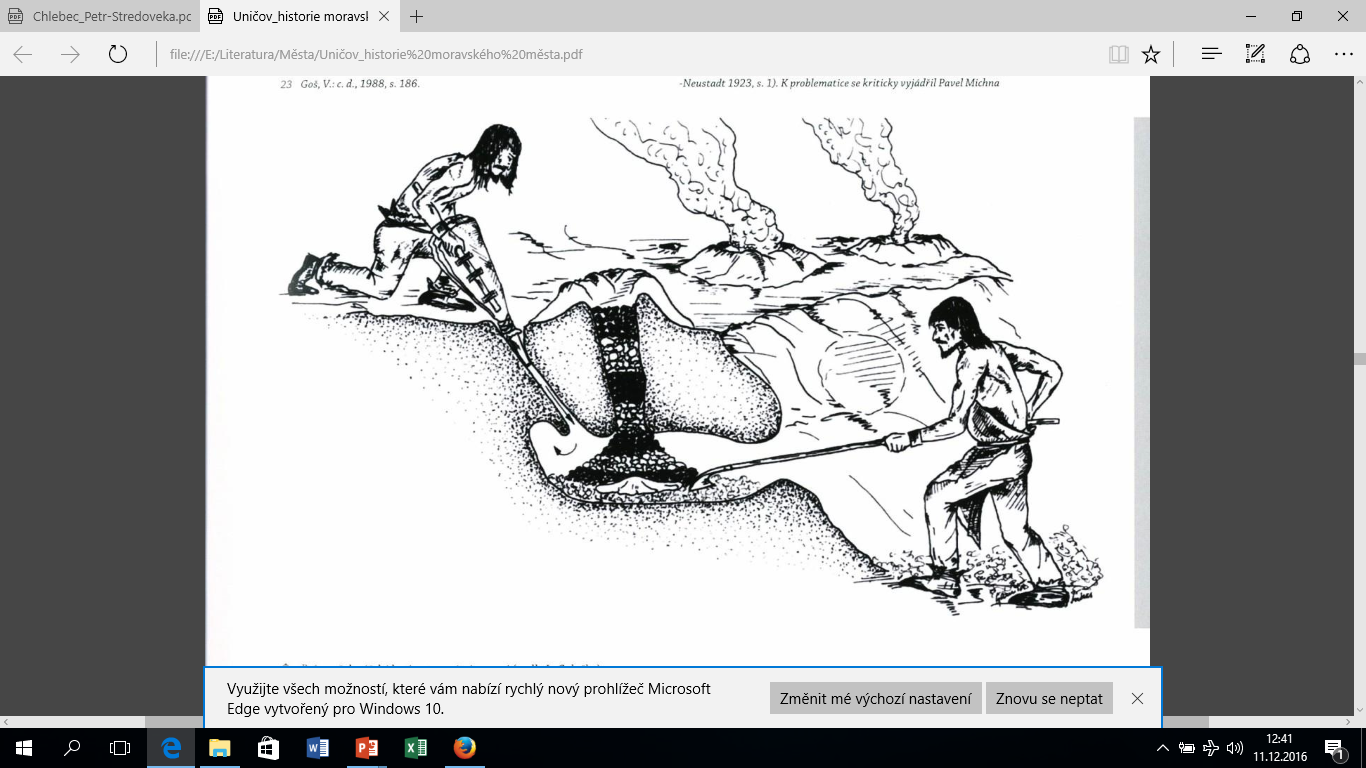 Chlebec_Petr-Stredoveka.pc
Uničov_historie moravsk
file:///E:/Literatura/Města/Uničov_historie%20moravského%20města.pdf
23 Goš, V.: c. d., 1988, s. 186.
-Neustadt 1923, s. 1). K problematice se kriticky vyjádřil Pavel Michna
Využijte všech možností, které vám nabízí rychlý nový prohlížeč Microsoft
Edge vytvořený pro Windows 10.
Změnit mé výchozí nastavení
Znovu se neptat
12:41
11.12.2016
1